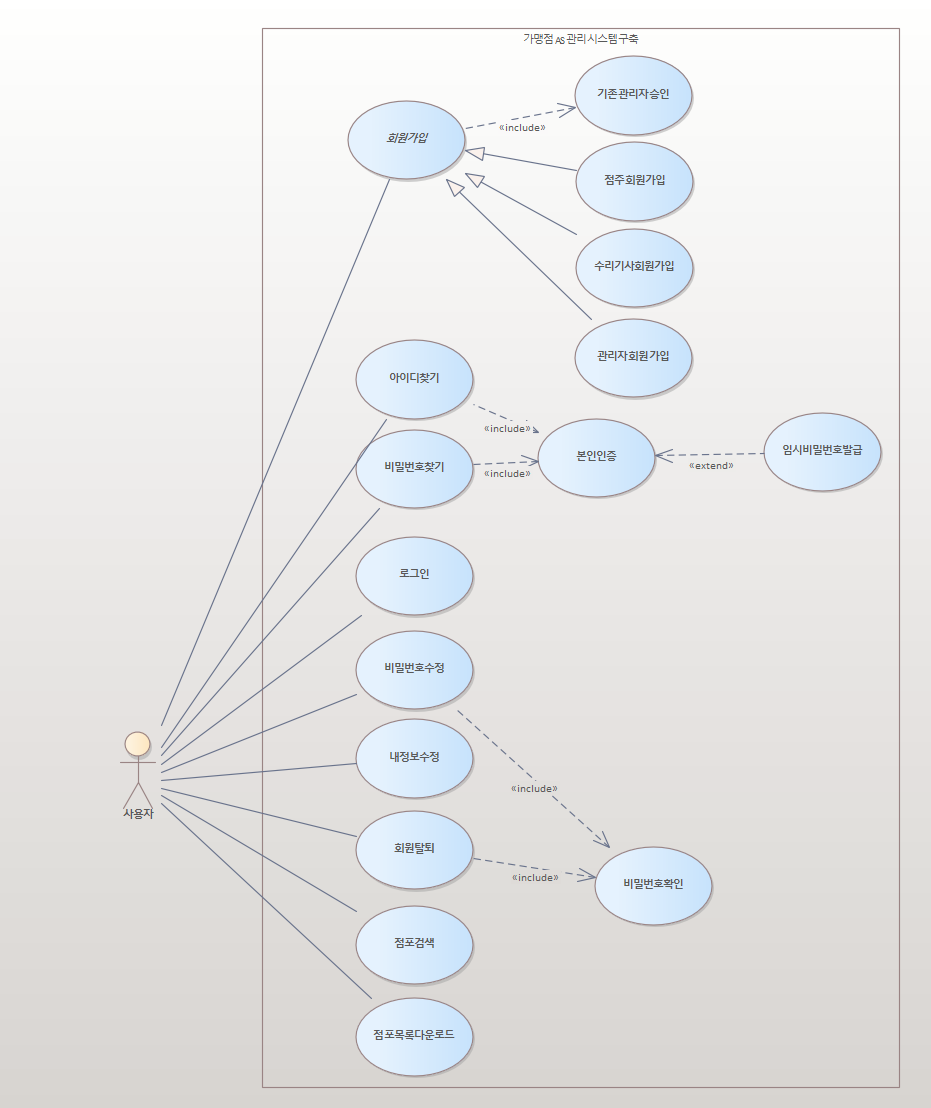 가맹점 AS 관리 시스템 구축
기존관리자승인
회원가입
«include»
점주회원가입
수리기사회원가입
관리자회원가입
아이디찾기
«include»
본인인증
임시비밀번호발급
비밀번호찾기
«include»
«extend»
로그인
비밀번호수정
내정보수정
«include»
사용자
회원탈퇴
«include»
비밀번호확인
점포검색
점포목록다운로드